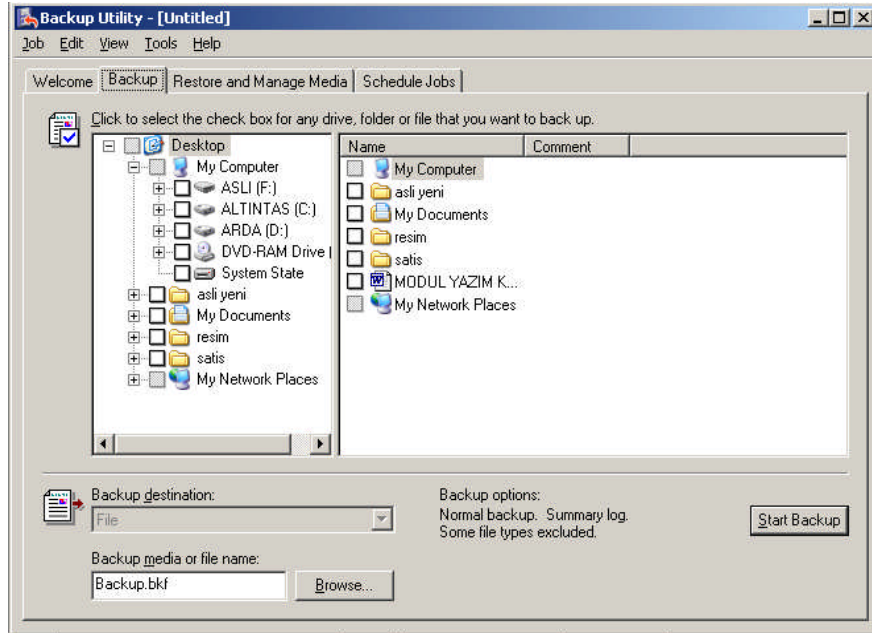 Backup Utility - [Untitled]
Job Edit View Tools Help
Welcome Backup Restore and Manage Media Schedule Jobs
Click to select the check box for any drive, folder or file that you want to back up.
Desktop
My Computer
ASLI (F:)
ALTINTAS (C:)
ARDA (D:)
DVD-RAM Drive (
System State
asli yeni
My Documents
resim
satis
My Network Places
Name Comment
My Computer
asli yeni
My Documents
resim
satis
MODUL YAZIM K...
My Network Places
Backup destination:
File
Backup media or file name:
Backup.bkf
Browse...
Backup options:
Normal backup. Summary log.
Some file types excluded.
Start Backup